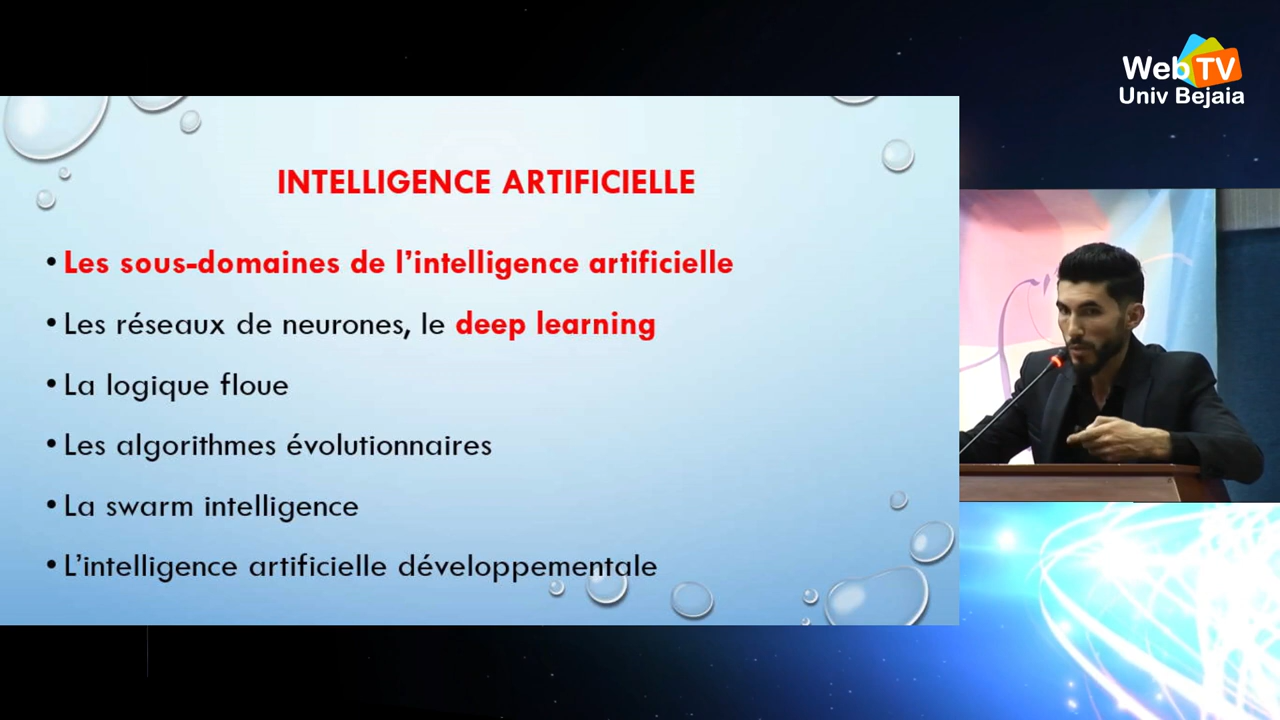 Web TV
Univ Bejaia
INTELLIGENCE ARTIFICIELLE
• Les sous-domaines de l'intelligence artificielle
• Les réseaux de neurones, le deep learning
• La logique floue
• Les algorithmes évolutionnaires
• La swarm intelligence
• L'intelligence artificielle développementale